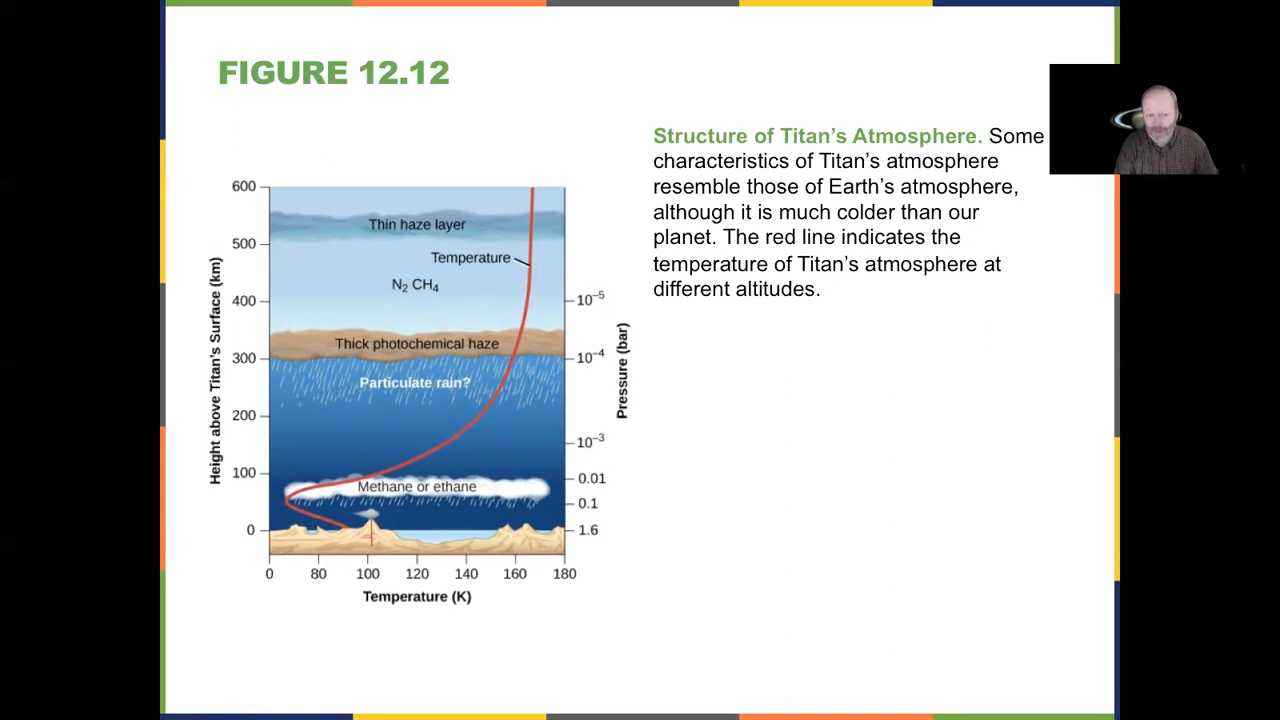 FIGURE 12.12
Structure of Titan's Atmosphere. Some
characteristics of Titan's atmosphere
resemble those of Earth's atmosphere,
although it is much colder than our
planet. The red line indicates the
temperature of Titan's atmosphere at
different altitudes.
Height above Titan's Surface (km)
600
500
400
300
200
100
0
Thin haze layer
Temperature
N₂ CH₄
Thick photochemical haze
Particulate rain?
Methane or ethane
10⁻⁵
10⁻⁴
10⁻³
0.01
0.1
1.6
Pressure (bar)
0 80 100 120 140 160 180
Temperature (K)